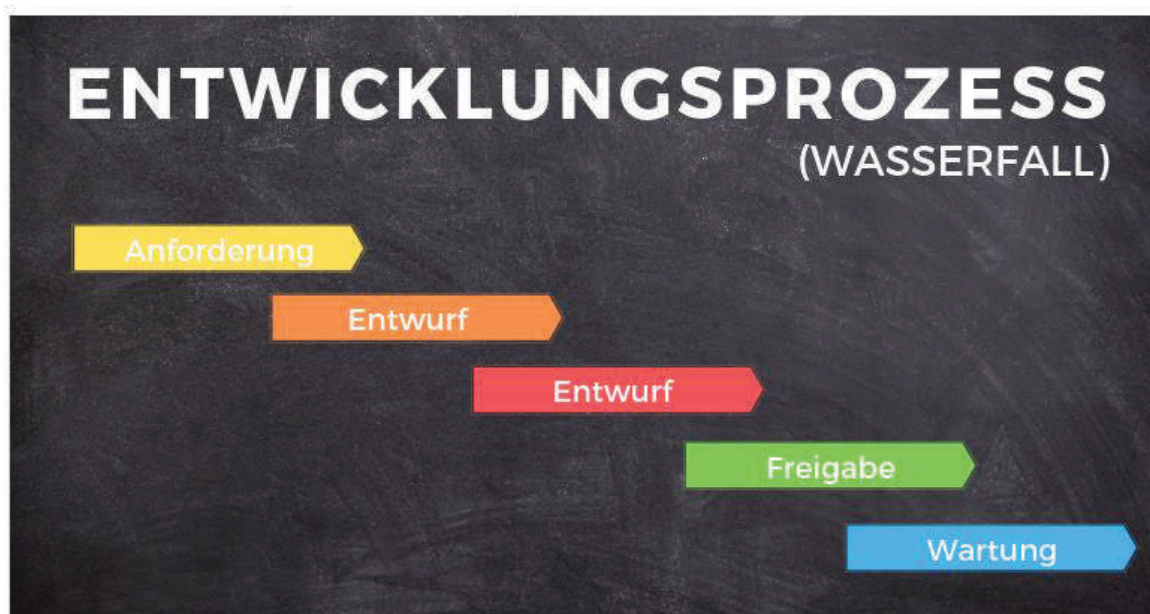 ENTWICKLUNGSPROZESS
(WASSERFALL)
Anforderung
Entwurf
Entwurf
Freigabe
Wartung